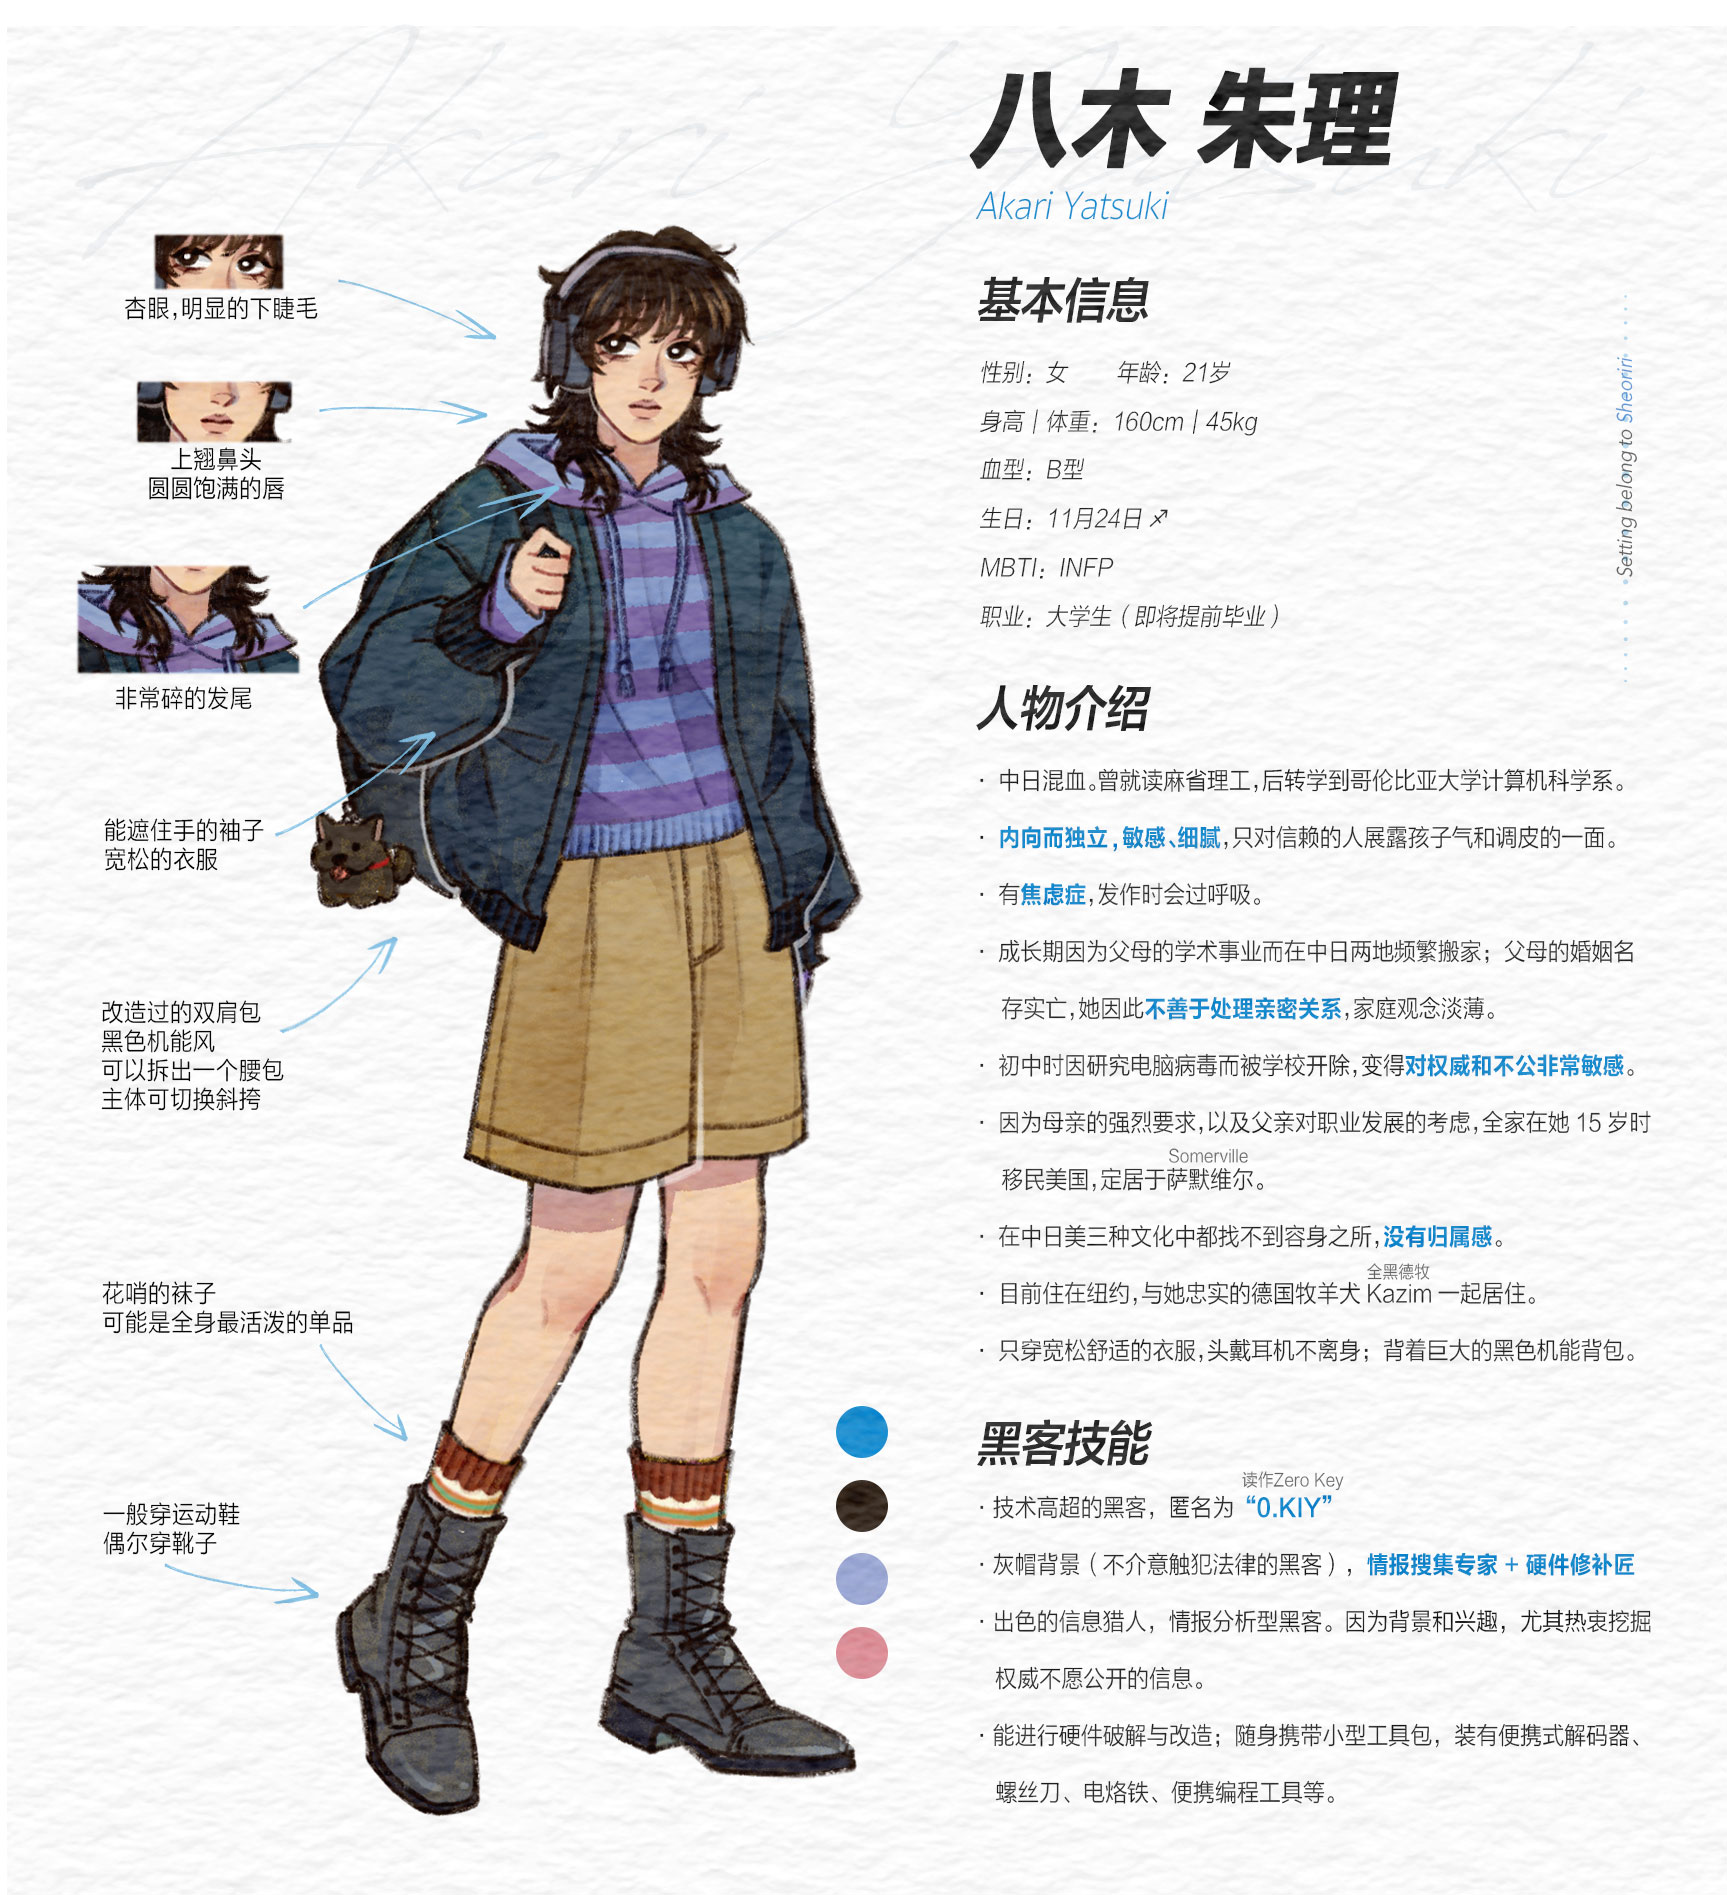 Akari Yatsuki
八木 朱理
Akari Yatsuki
基本信息
性别：女 年龄：21岁
身高｜体重：160cm｜45kg
血型：B型
生日：11月24日♐
MBTI：INFP
职业：大学生（即将提前毕业）
Setting belong to Sheoriri
人物介绍
· 中日混血。曾就读麻省理工，后转学到哥伦比亚大学计算机科学系。
· 内向而独立，敏感、细腻，只对信赖的人展露孩子气和调皮的一面。
· 有焦虑症，发作时会过呼吸。
· 成长期因为父母的学术事业而在中日两地频繁搬家；父母的婚姻名
存实亡，她因此不善于处理亲密关系，家庭观念淡薄。
· 初中时因研究电脑病毒而被学校开除，变得对权威和不公非常敏感。
· 因为母亲的强烈要求，以及父亲对职业发展的考虑，全家在她 15 岁时
Somerville
移民美国，定居于萨默维尔。
· 在中日美三种文化中都找不到容身之所，没有归属感。
全黑德牧
· 目前住在纽约，与她忠实的德国牧羊犬 Kazim 一起居住。
· 只穿宽松舒适的衣服，头戴耳机不离身；背着巨大的黑色机能背包。
黑客技能
读作Zero Key
· 技术高超的黑客，匿名为“0.KIY”
· 灰帽背景（不介意触犯法律的黑客），情报搜集专家 + 硬件修补匠
· 出色的信息猎人，情报分析型黑客。因为背景和兴趣，尤其热衷挖掘
权威不愿公开的信息。
· 能进行硬件破解与改造；随身携带小型工具包，装有便携式解码器、
螺丝刀、电烙铁、便携编程工具等。
杏眼，明显的下睫毛
上翘鼻头
圆圆饱满的唇
非常碎的发尾
能遮住手的袖子
宽松的衣服
改造过的双肩包
黑色机能风
可以拆出一个腰包
主体可切换斜挎
花哨的袜子
可能是全身最活泼的单品
一般穿运动鞋
偶尔穿靴子